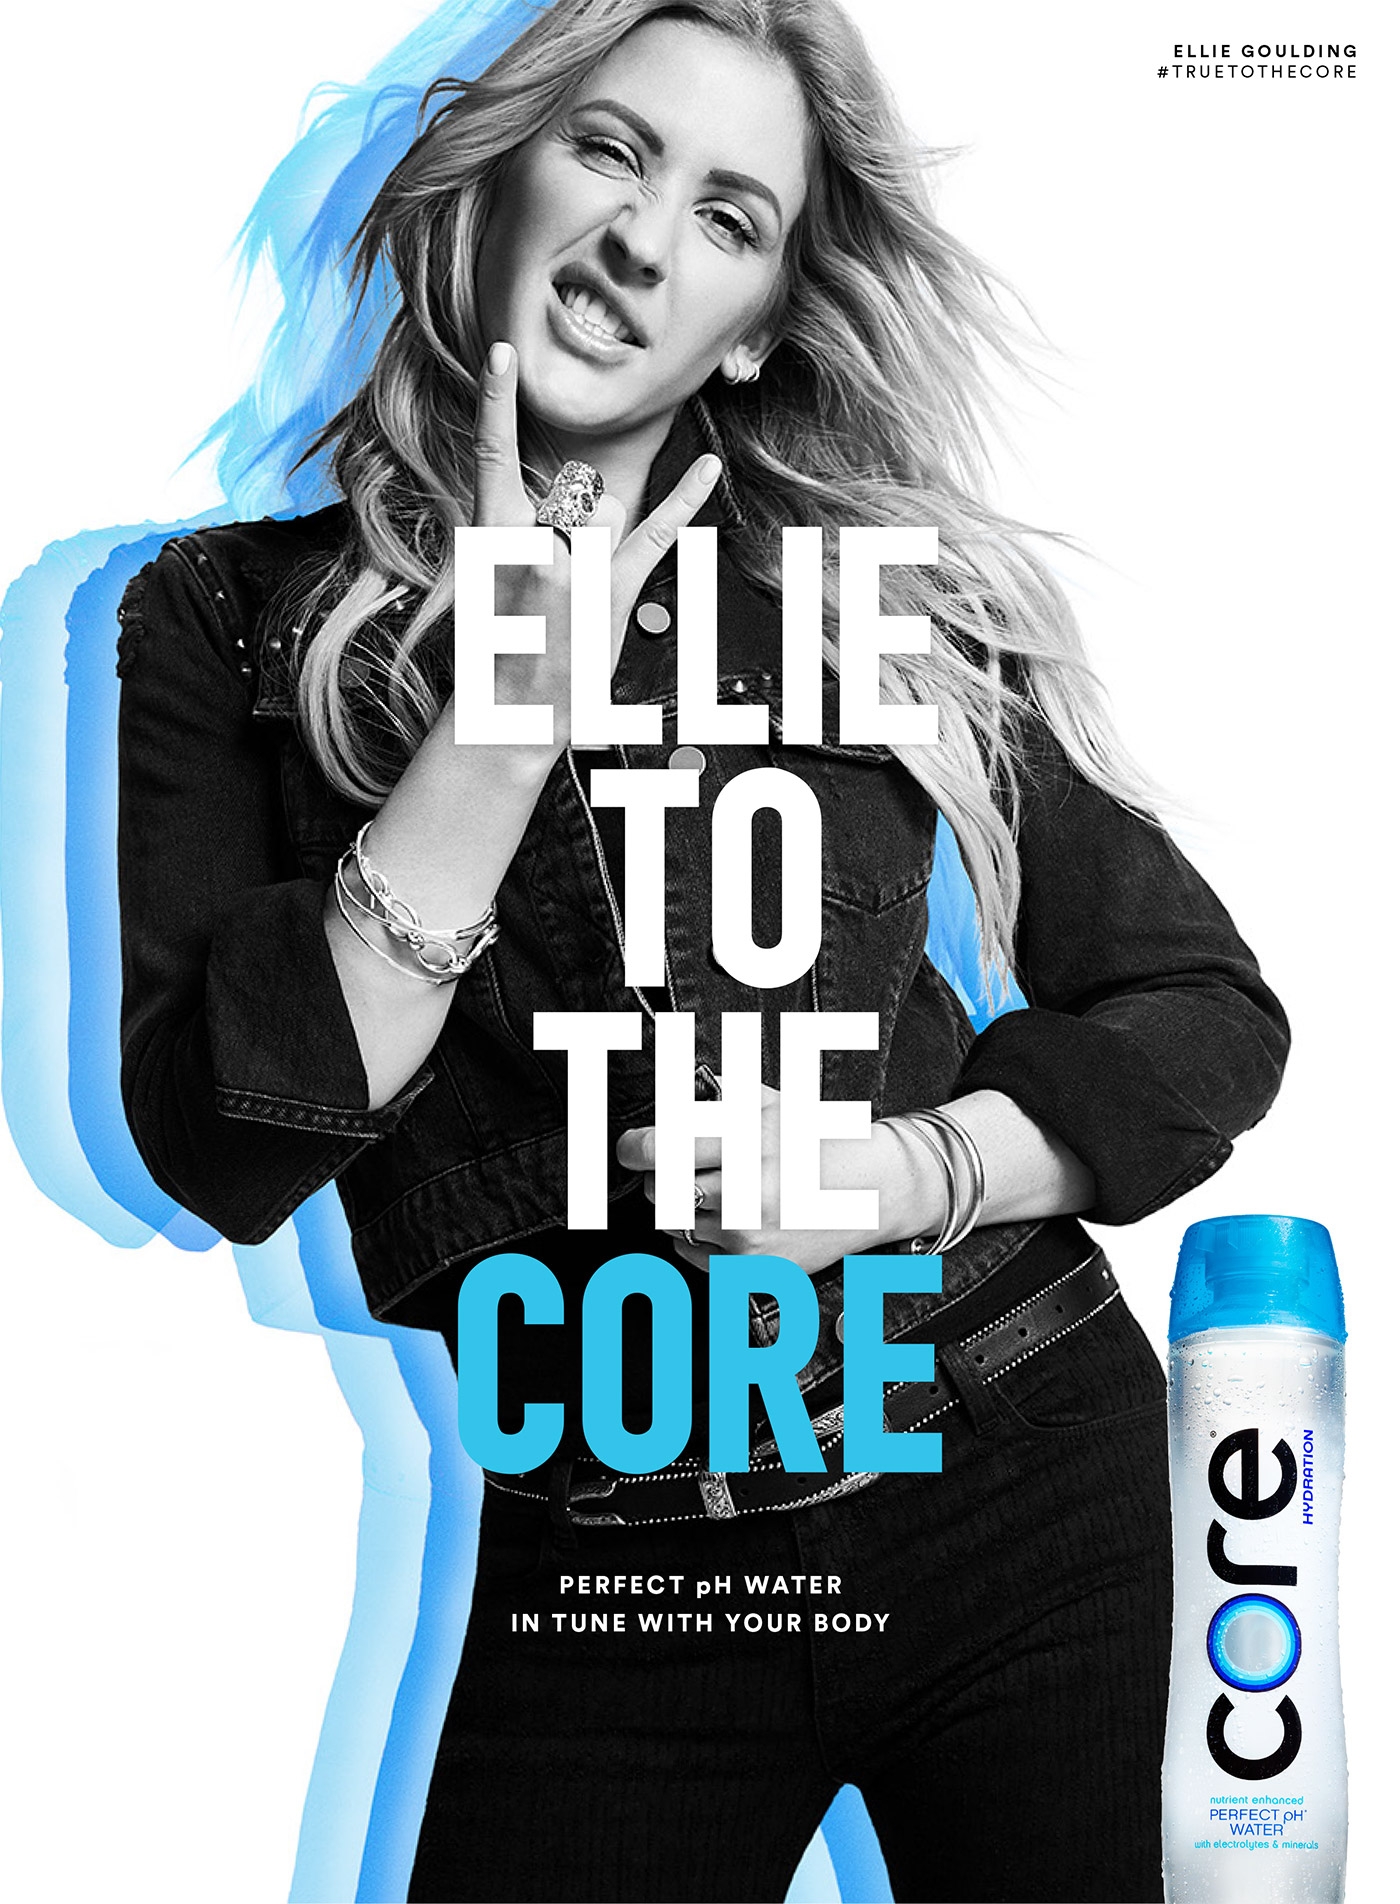 ELLIE GOULDING
#TRUETOTHECORE
ELLIE
TO
THE
CORE
PERFECT pH WATER
IN TUNE WITH YOUR BODY
core®
HYDRATION
nutrient enhanced
PERFECT pH*
WATER
with electrolytes & minerals